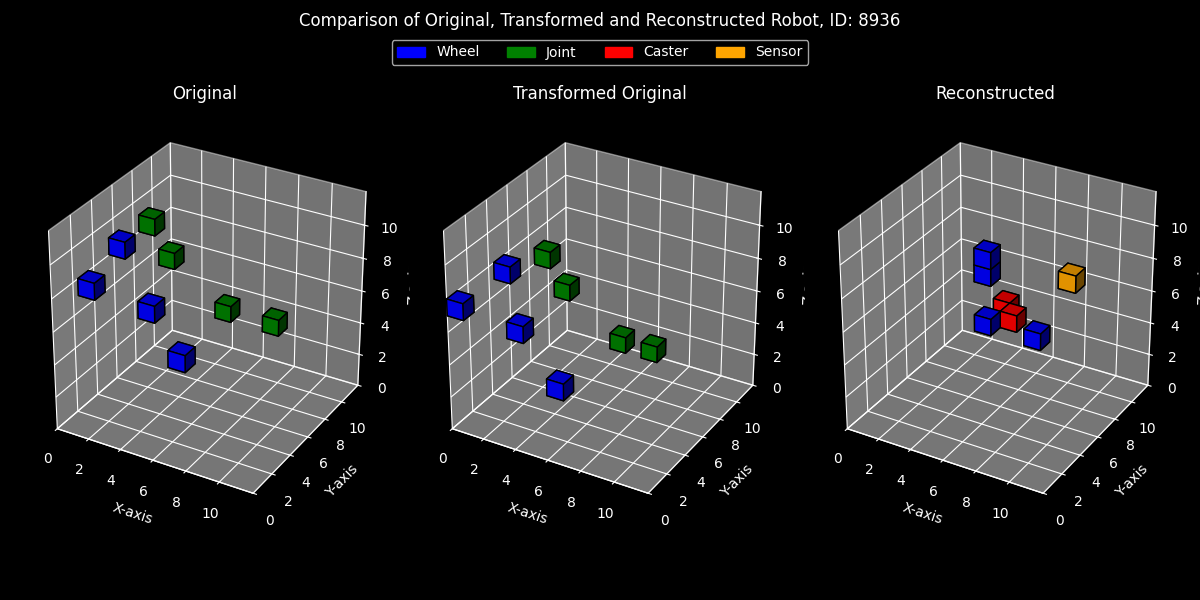 Comparison of Original, Transformed and Reconstructed Robot, ID: 8936
Wheel Joint Caster Sensor
Original Transformed Original Reconstructed
10 10 10
8 8 8
6 6 6
4 4 4
2 2 2
0 0 0
0 2 4 6 8 10 0 2 4 6 8 10 0 2 4 6 8 10
0 2 4 6 8 10 0 2 4 6 8 10 0 2 4 6 8 10
X-axis Y-axis X-axis Y-axis X-axis Y-axis